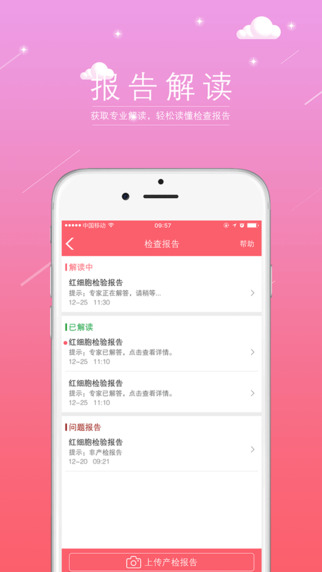 报告解读
获取专业解读，轻松读懂检查报告
中国移动
09:57
检查报告
帮助
解读中
红细胞检验报告
提示：专家正在解答，请稍等...
12-25 11:30
已解读
红细胞检验报告
提示：专家已解答，点击查看详情。
12-25 11:10
红细胞检验报告
提示：专家已解答，点击查看详情。
12-25 11:10
问题报告
红细胞检验报告
提示：非产检报告
12-20 09:21
上传产检报告